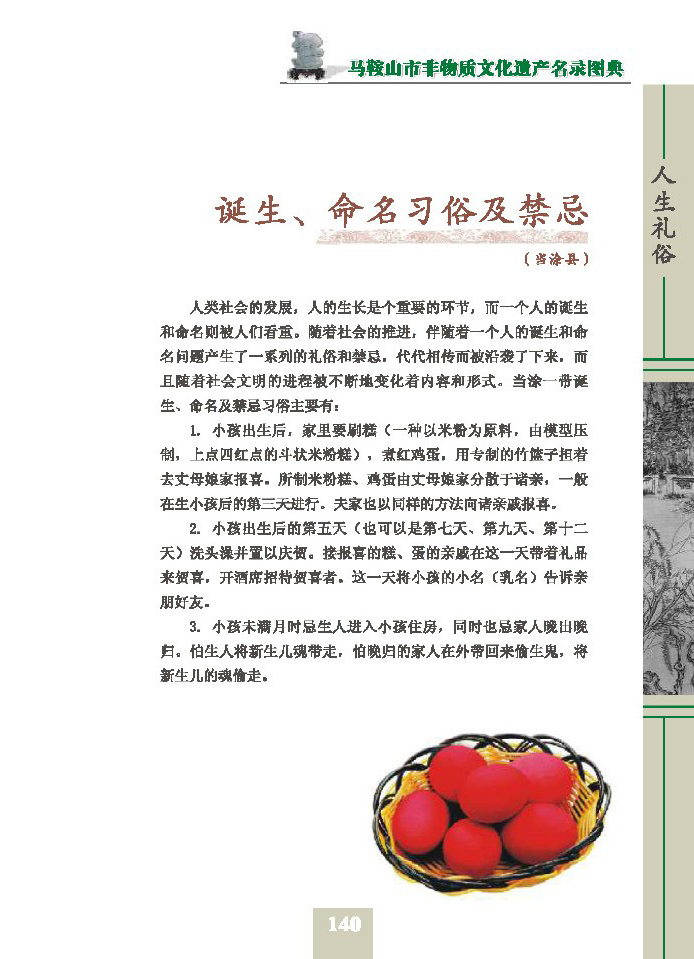 马鞍山市非物质文化遗产名录图典
人生礼俗
诞生、命名习俗及禁忌
（当涂县）
人类社会的发展，人的生长是个重要的环节，而一个人的诞生
和命名则被人们看重。随着社会的推进，伴随着一个人的诞生和命
名问题产生了一系列的礼俗和禁忌，代代相传而被沿袭了下来，而
且随着社会文明的进程被不断地变化着内容和形式。当涂一带诞
生、命名及禁忌习俗主要有：
1. 小孩出生后，家里要刷糕（一种以米粉为原料，由模型压
制，上点四红点的斗状米粉糕），煮红鸡蛋，用专制的竹篮子担着
去丈母娘家报喜。所制米粉糕、鸡蛋由丈母娘家分散于诸亲，一般
在生小孩后的第三天进行。夫家也以同样的方法向诸亲戚报喜。
2. 小孩出生后的第五天（也可以是第七天、第九天、第十二
天）洗头澡并置以庆贺。接报喜的糕、蛋的亲戚在这一天带着礼品
来贺喜，开酒席招待贺喜者。这一天将小孩的小名（乳名）告诉亲
朋好友。
3. 小孩未满月时忌生人进入小孩住房，同时也忌家人晚出晚
归。怕生人将新生儿魂带走，怕晚归的家人在外带回来偷生鬼，将
新生儿的魂偷走。
140